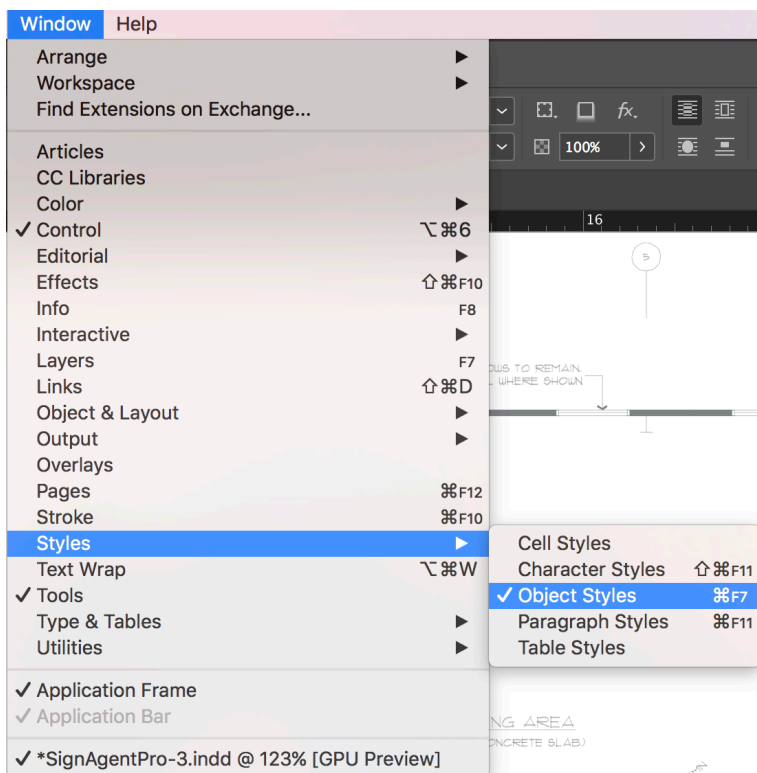 Window Help
Arrange
Workspace
Find Extensions on Exchange...
Articles
CC Libraries
Color
Control ⌥⌘6
Editorial
Effects ⇧⌘F10
Info F8
Interactive
Layers F7
Links ⇧⌘D
Object & Layout
Output
Overlays
Pages ⌘F12
Stroke ⌘F10
Styles
Text Wrap ⌥⌘W
Tools
Type & Tables
Utilities
Application Frame
Application Bar
*SignAgentPro-3.indd @ 123% [GPU Preview]
Cell Styles
Character Styles ⇧⌘F11
Object Styles ⌘F7
Paragraph Styles ⌘F11
Table Styles
fx.
100%
16
5
OWS TO REMAIN.
WHERE SHOWN
NG AREA
ONCRETE SLAB)